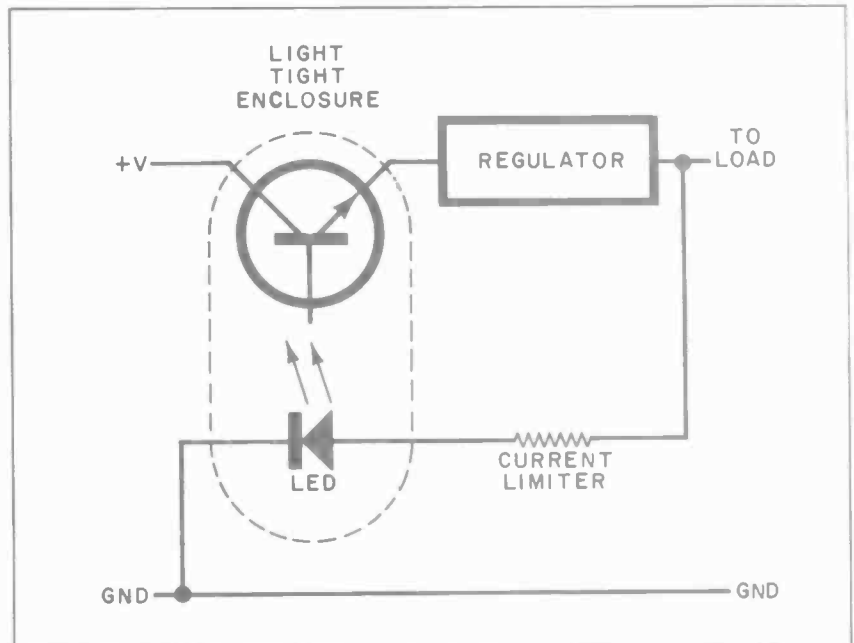 LIGHT
TIGHT
ENCLOSURE
+V
REGULATOR
TO
LOAD
LED
CURRENT
LIMITER
GND
GND